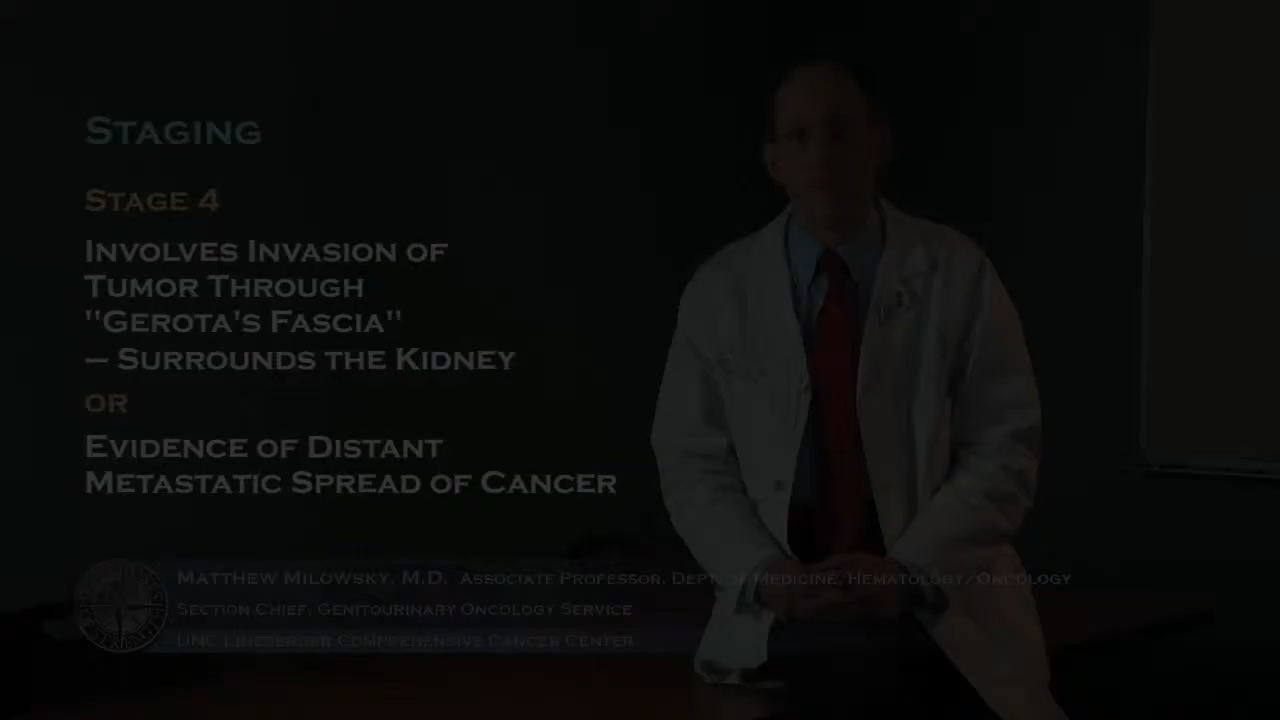 STAGING
STAGE 4
INVOLVES INVASION OF
TUMOR THROUGH
"GEROTA'S FASCIA"
— SURROUNDS THE KIDNEY
OR
EVIDENCE OF DISTANT
METASTATIC SPREAD OF CANCER
MATTHEW MILOWSKY, M.D. ASSOCIATE PROFESSOR, DEPT. OF MEDICINE, HEMATOLOGY/ONCOLOGY
SECTION CHIEF, GENITOURINARY ONCOLOGY SERVICE
UNC LINEBERGER COMPREHENSIVE CANCER CENTER